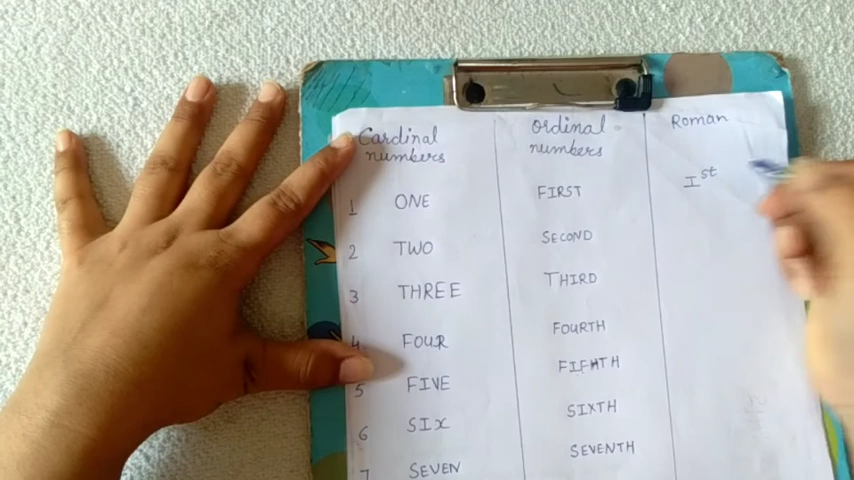 Cardinal numbers Ordinal numbers Roman
1 ONE FIRST Ist
2 TWO SECOND
3 THREE THIRD
4 FOUR FOURTH
5 FIVE FIFTH
6 SIX SIXTH
7 SEVEN SEVENTH